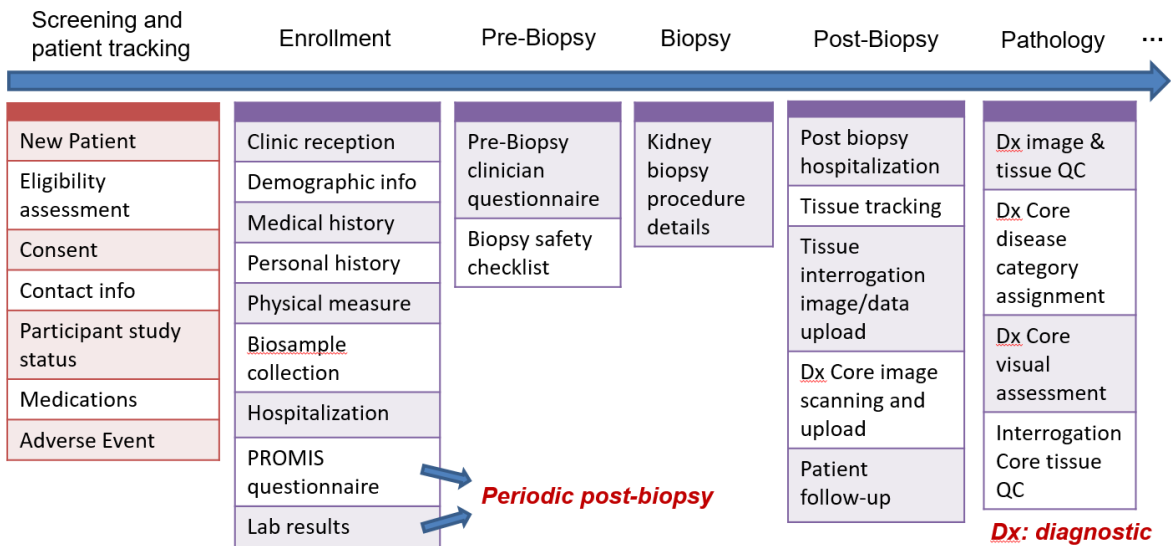 Screening and
patient tracking
Enrollment
Pre-Biopsy
Biopsy
Post-Biopsy
Pathology
...
New Patient
Eligibility
assessment
Consent
Contact info
Participant study
status
Medications
Adverse Event
Clinic reception
Demographic info
Medical history
Personal history
Physical measure
Biosample
collection
Hospitalization
PROMIS
questionnaire
Lab results
Periodic post-biopsy
Pre-Biopsy
clinician
questionnaire
Biopsy safety
checklist
Kidney
biopsy
procedure
details
Post biopsy
hospitalization
Tissue tracking
Tissue
interrogation
image/data
upload
Dx Core image
scanning and
upload
Patient
follow-up
Dx image &
tissue QC
Dx Core
disease
category
assignment
Dx Core
visual
assessment
Interrogation
Core tissue
QC
Dx: diagnostic